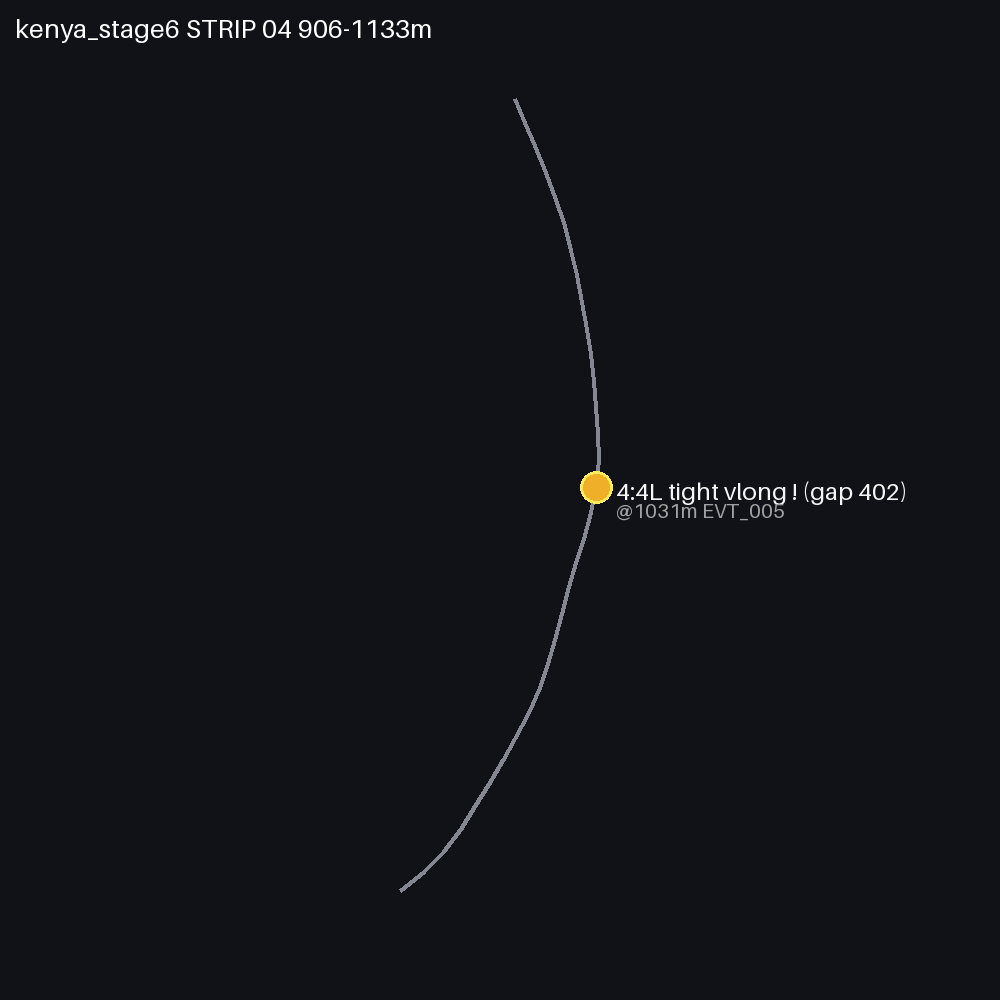 kenya_stage6 STRIP 04 906-1133m
4:4L tight vlong ! (gap 402)
@1031m EVT_005